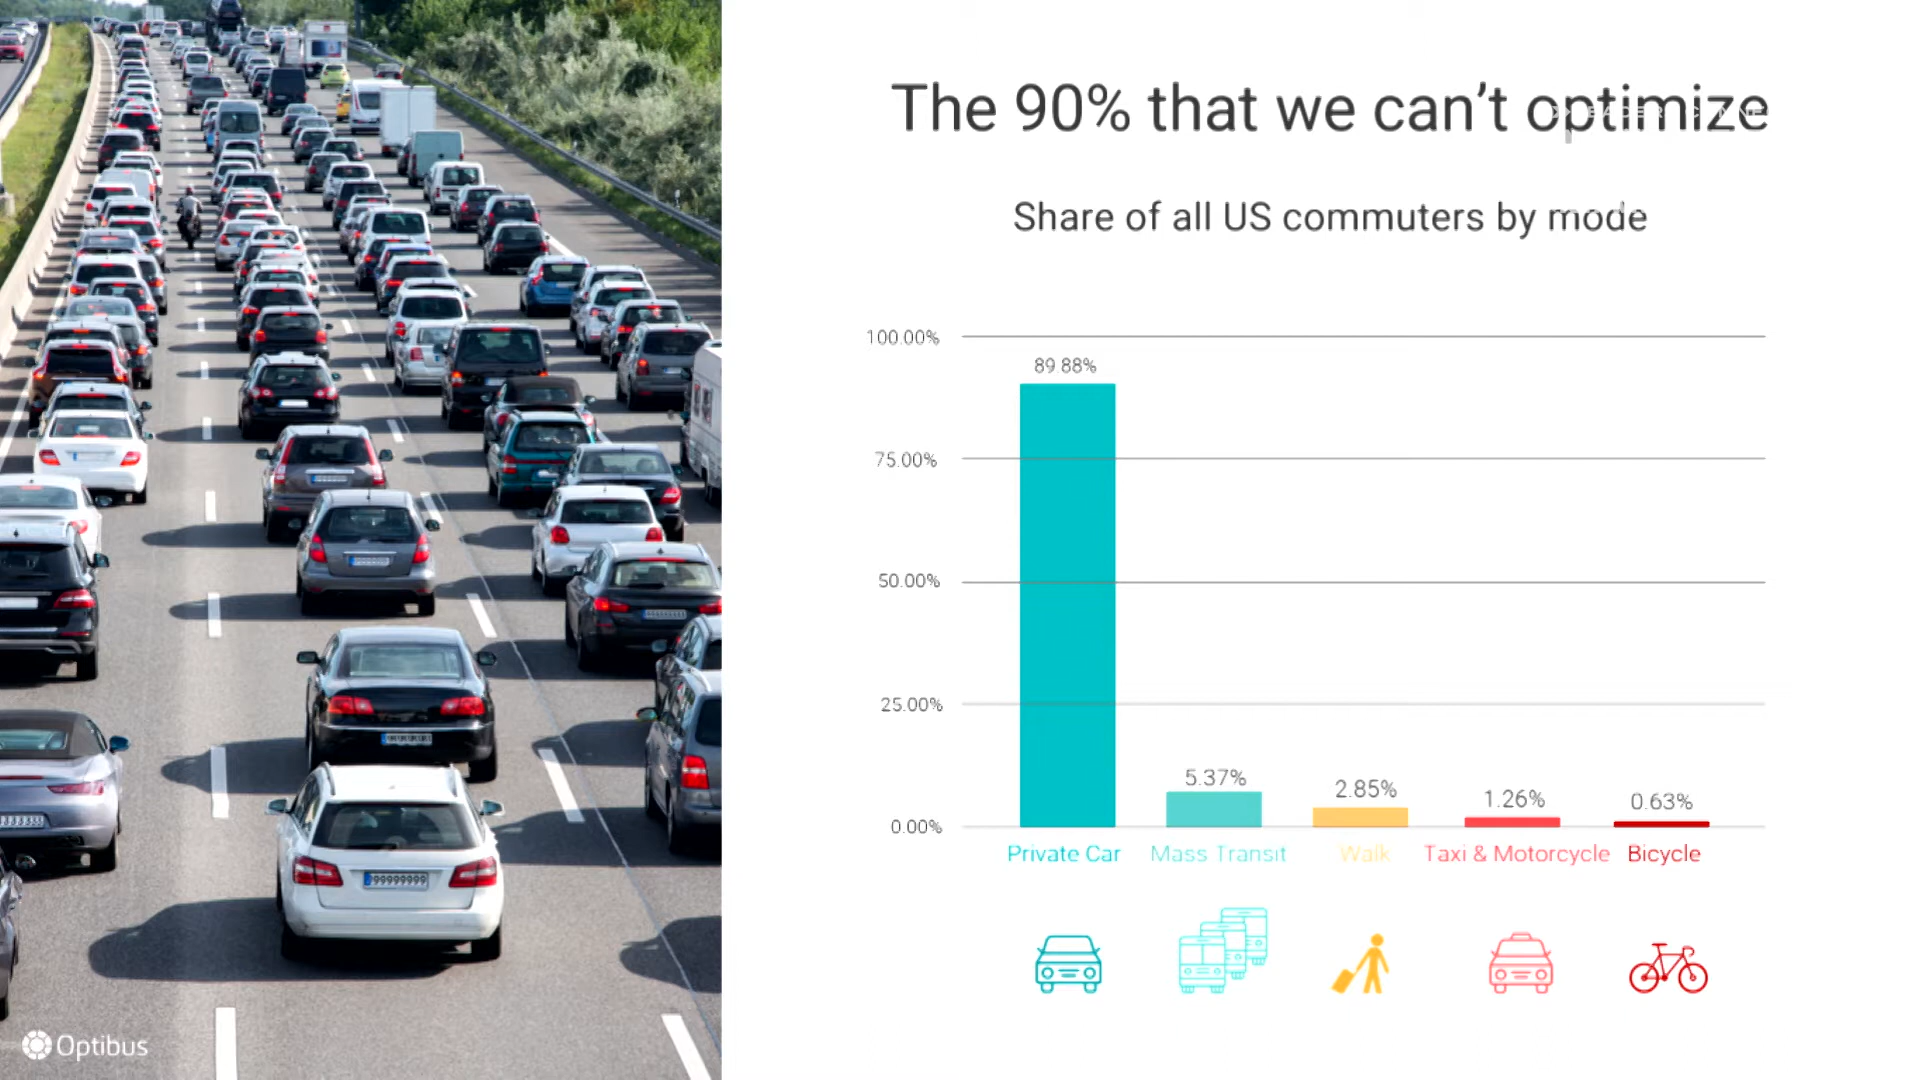 The 90% that we can't optimize
Share of all US commuters by mode
100.00%
89 88%
75.00%
50.00%
25.00%
5.37%
2.85%
1.26%
0.63%
0.00%
Private Car
Mass Transit
Walk
Taxi & Motorcycle
Bicycle
Optibus